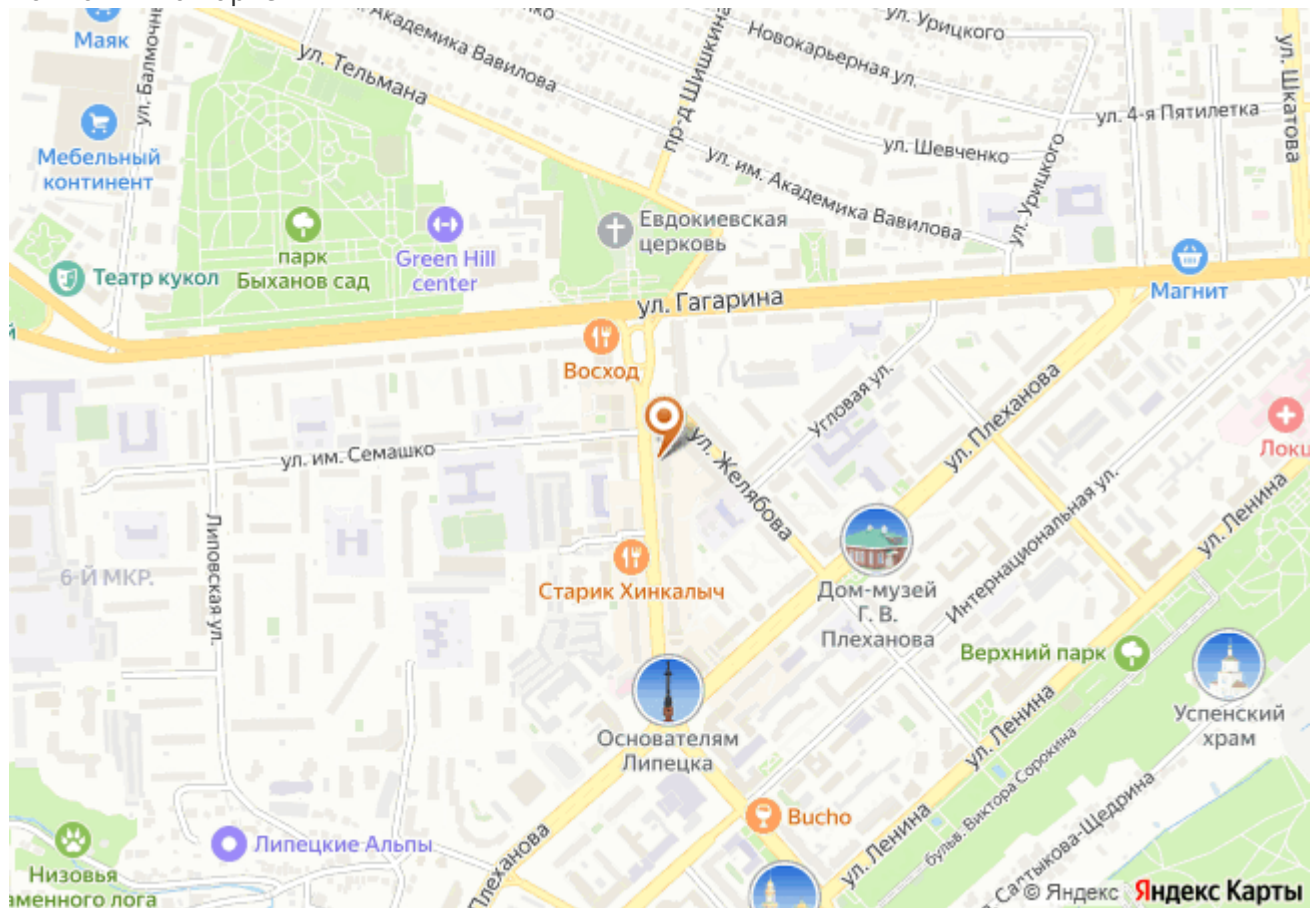 Маяк
ул. Балмочных
ул. Тельмана
Академика Вавилова
пр-д Шишкина
ул. Урицкого
Новокарьерная ул.
ул. Шкатова
ул. 4-я Пятилетка
ул. Шевченко
ул. Урицкого
ул. им. Академика Вавилова
Мебельный
континент
Евдокиевская
церковь
парк
Быханов сад
Green Hill
center
Театр кукол
Магнит
ул. Гагарина
Восход
ул. им. Семашко
ул. Желябова
Угловая ул.
ул. Плеханова
Интернациональная ул.
ул. Ленина
Липовская ул.
6-Й МКР.
Старик Хинкалыч
Дом-музей
Г. В.
Плеханова
Верхний парк
Успенский
храм
ул. Ленина
Основателям
Липецка
бульв. Виктора Сорокина
Салтыкова-Щедрина
Bucho
ул. Ленина
Липецкие Альпы
Плеханова
Низовья
аменного лога
© Яндекс Яндекс Карты